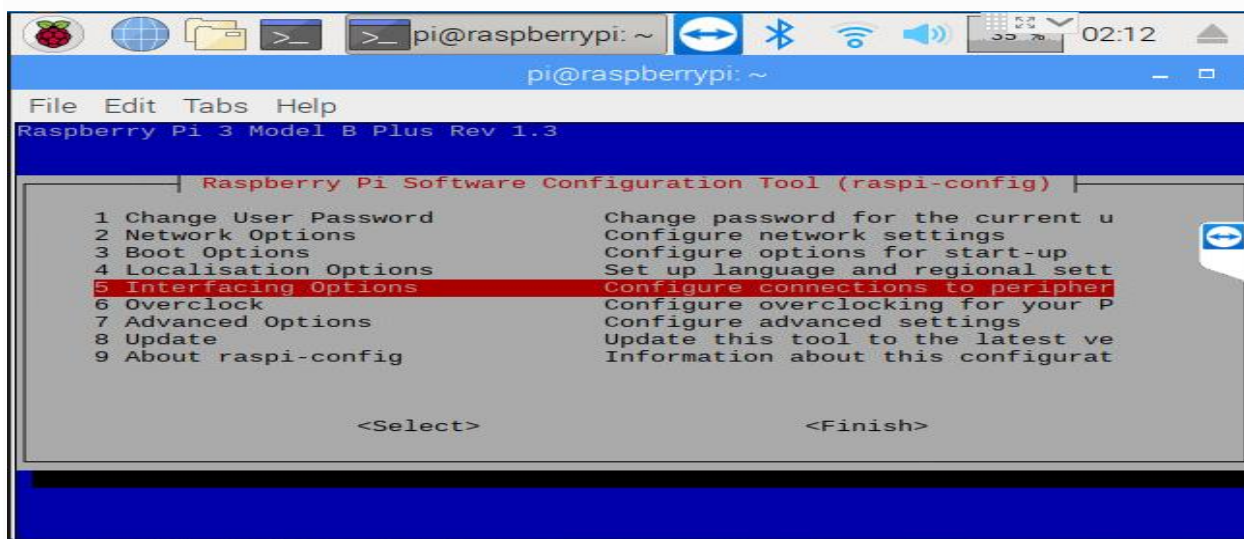 pi@raspberrypi: ~ 35 % 02:12
pi@raspberrypi: ~
File Edit Tabs Help
Raspberry Pi 3 Model B Plus Rev 1.3
Raspberry Pi Software Configuration Tool (raspi-config)
1 Change User Password Change password for the current u
2 Network Options Configure network settings
3 Boot Options Configure options for start-up
4 Localisation Options Set up language and regional sett
5 Interfacing Options Configure connections to peripher
6 Overclock Configure overclocking for your P
7 Advanced Options Configure advanced settings
8 Update Update this tool to the latest ve
9 About raspi-config Information about this configurat
<Select> <Finish>